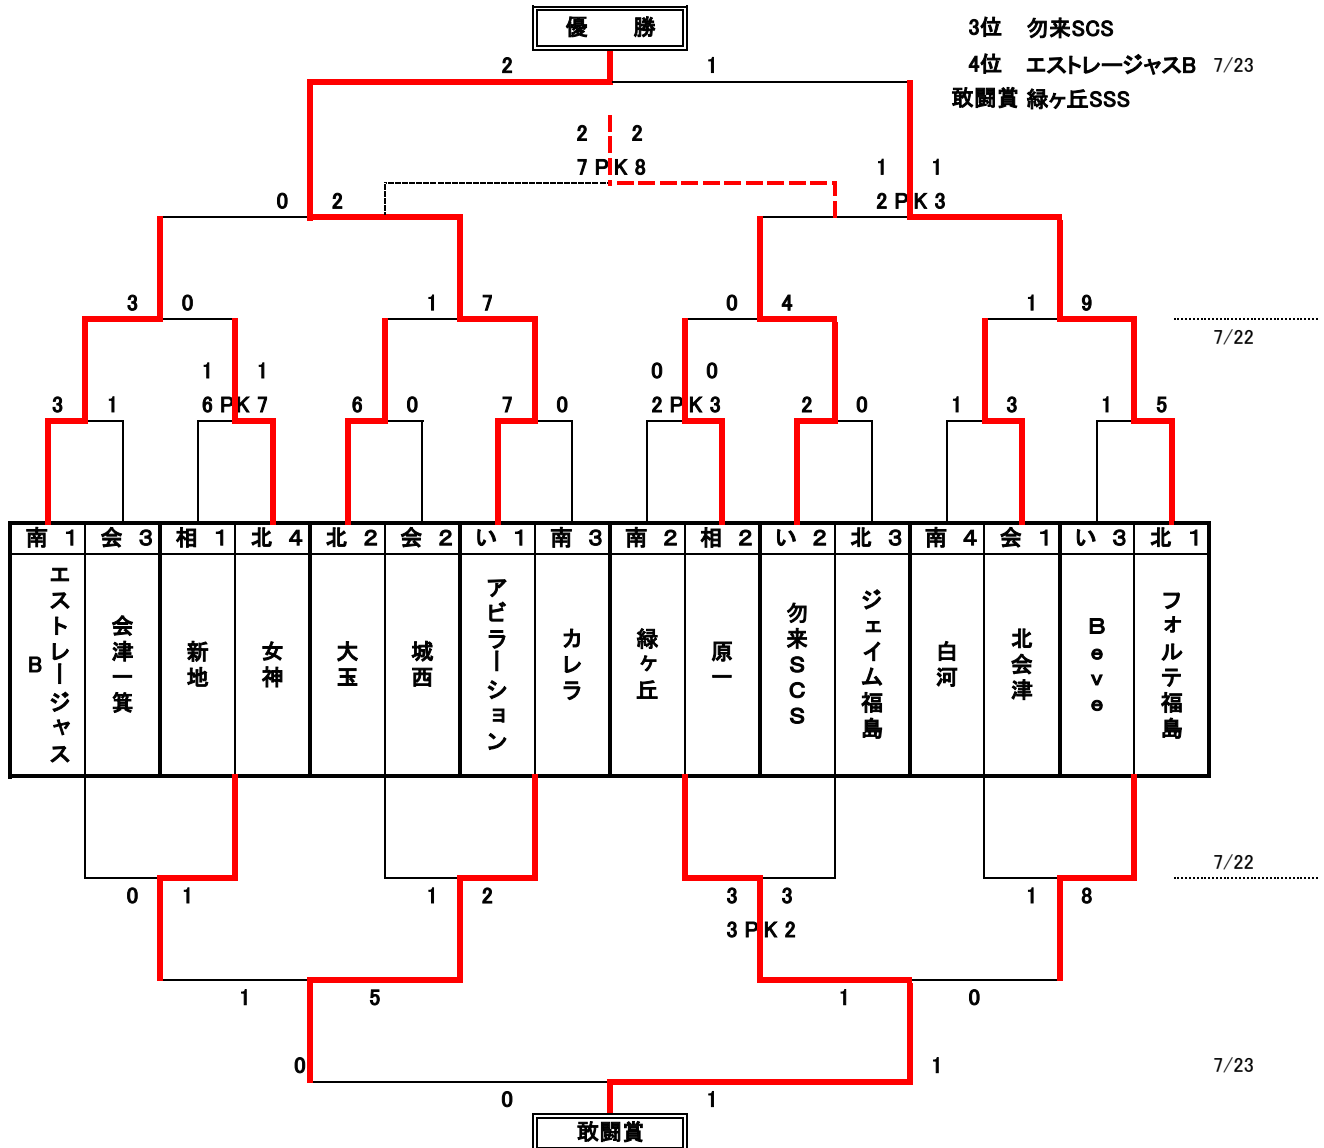 優　勝
3位 勿来SCS
4位 エストレージャスB 7/23
敢闘賞 緑ヶ丘SSS
2 1
2 2
7 PK 8
1 1
2 PK 3
0 2
3 0
1 7
0 4
1 9
7/22
1 1
6 PK 7
0 0
2 PK 3
3 1
6 0
7 0
2 0
1 3
1 5
南 1 会 3 相 1 北 4 北 2 会 2 い 1 南 3 南 2 相 2 い 2 北 3 南 4 会 1 い 3 北 1
エストレージャス
B
会津一箕
新地
女神
大玉
城西
アビラーション
カレラ
緑ヶ丘
原一
勿来SCS
ジェイム福島
白河
北会津
Beve
フォルテ福島
7/22
0 1
1 2
3 3
3 PK 2
1 8
1 5
1 0
0 1
7/23
0 1
敢闘賞